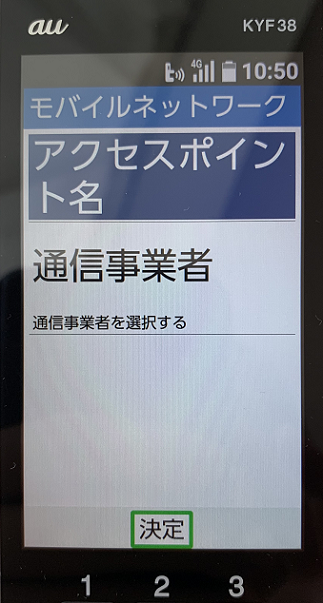 au KYF38
4G 10:50
モバイルネットワーク
アクセスポイン
ト名
通信事業者
通信事業者を選択する
決定
1 2 3